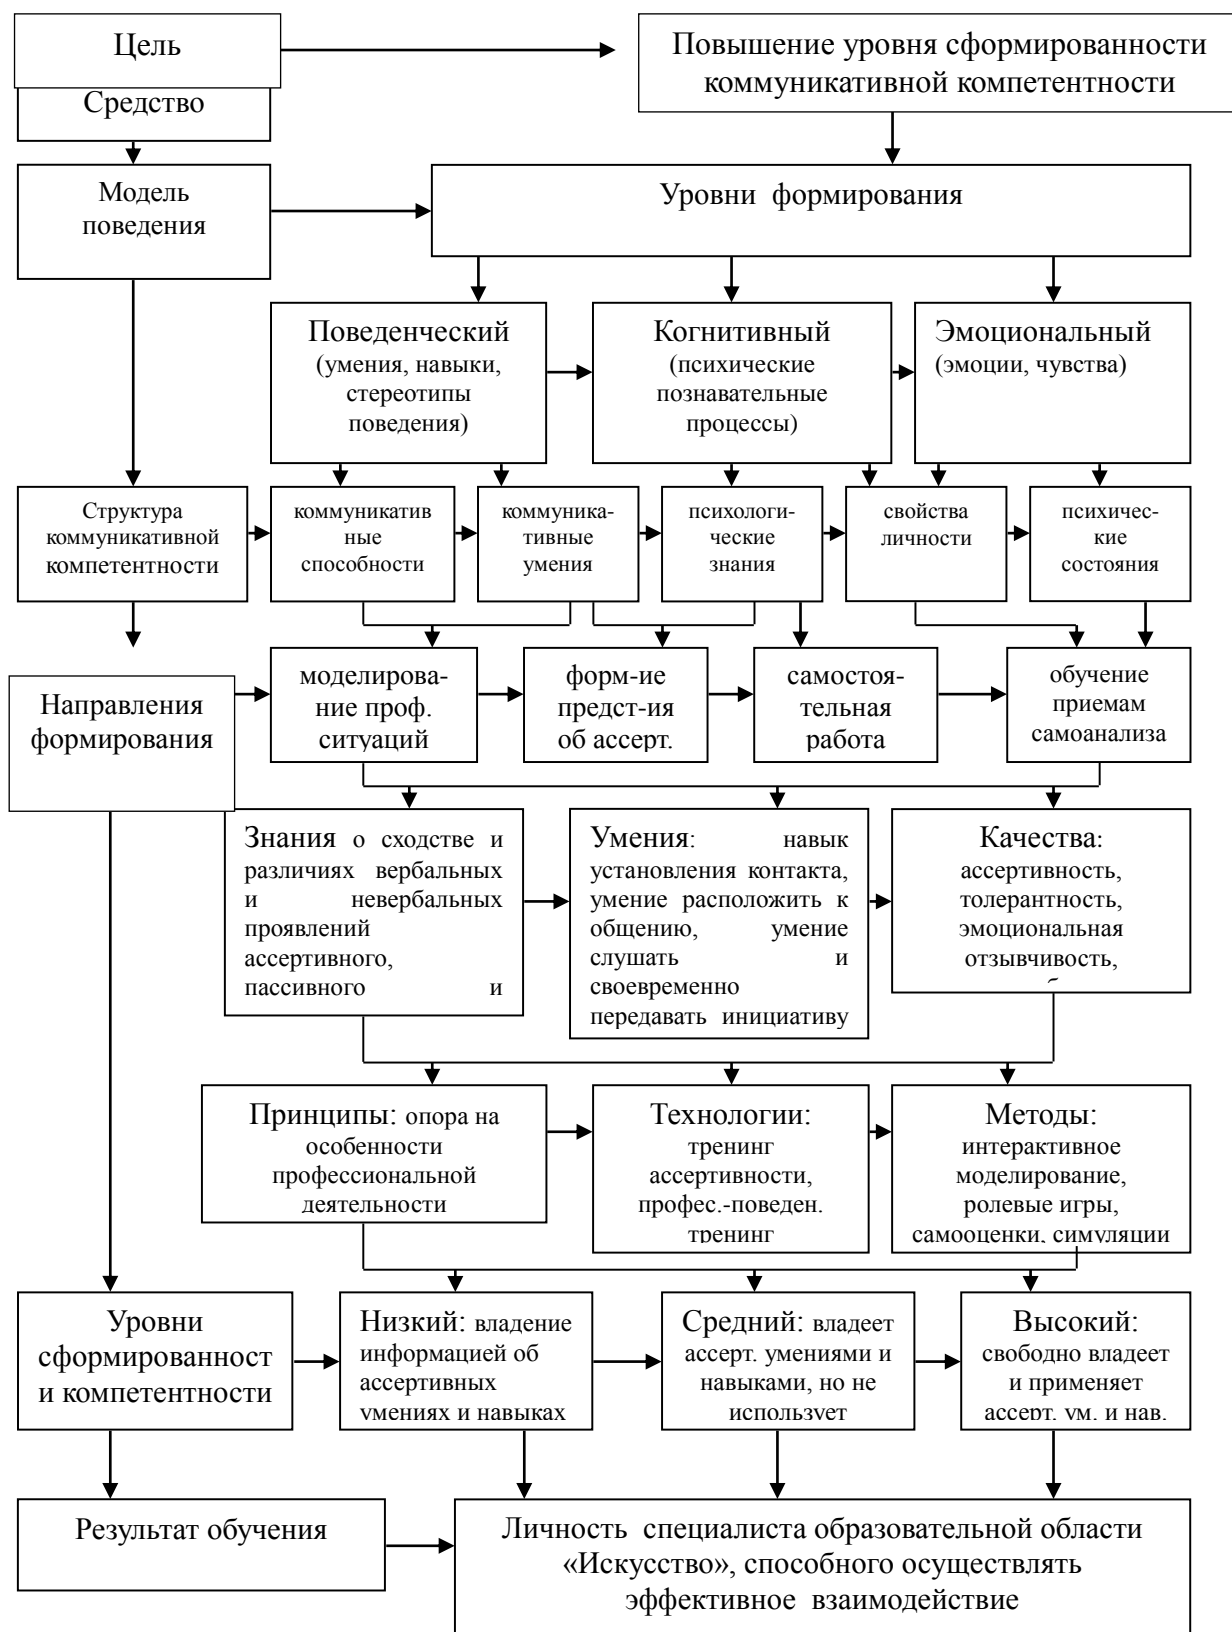 Цель
Повышение уровня сформированности
коммуникативной компетентности
Средство
Модель
поведения
Уровни формирования
Поведенческий
(умения, навыки,
стереотипы
поведения)
Когнитивный
(психические
познавательные
процессы)
Эмоциональный
(эмоции, чувства)
Структура
коммуникативной
компетентности
коммуникатив
ные
способности
коммуника-
тивные
умения
психологи-
ческие
знания
свойства
личности
психичес-
кие
состояния
Направления
формирования
моделирова-
ние проф.
ситуаций
форм-ие
предст-ия
об ассерт.
самостоя-
тельная
работа
обучение
приемам
самоанализа
Знания о сходстве и
различиях вербальных
и невербальных
проявлений
ассертивного,
пассивного и
Умения: навык
установления контакта,
умение расположить к
общению, умение
слушать и
своевременно
передавать инициативу
Качества:
ассертивность,
толерантность,
эмоциональная
отзывчивость,
Принципы: опора на
особенности
профессиональной
деятельности
Технологии:
тренинг
ассертивности,
профес.-поведен.
тренинг
Методы:
интерактивное
моделирование,
ролевые игры,
самооценки, симуляции
Уровни
сформированност
и компетентности
Низкий: владение
информацией об
ассертивных
умениях и навыках
Средний: владеет
ассерт. умениями и
навыками, но не
использует
Высокий:
свободно владеет
и применяет
ассерт. ум. и нав.
Результат обучения
Личность специалиста образовательной области
«Искусство», способного осуществлять
эффективное взаимодействие